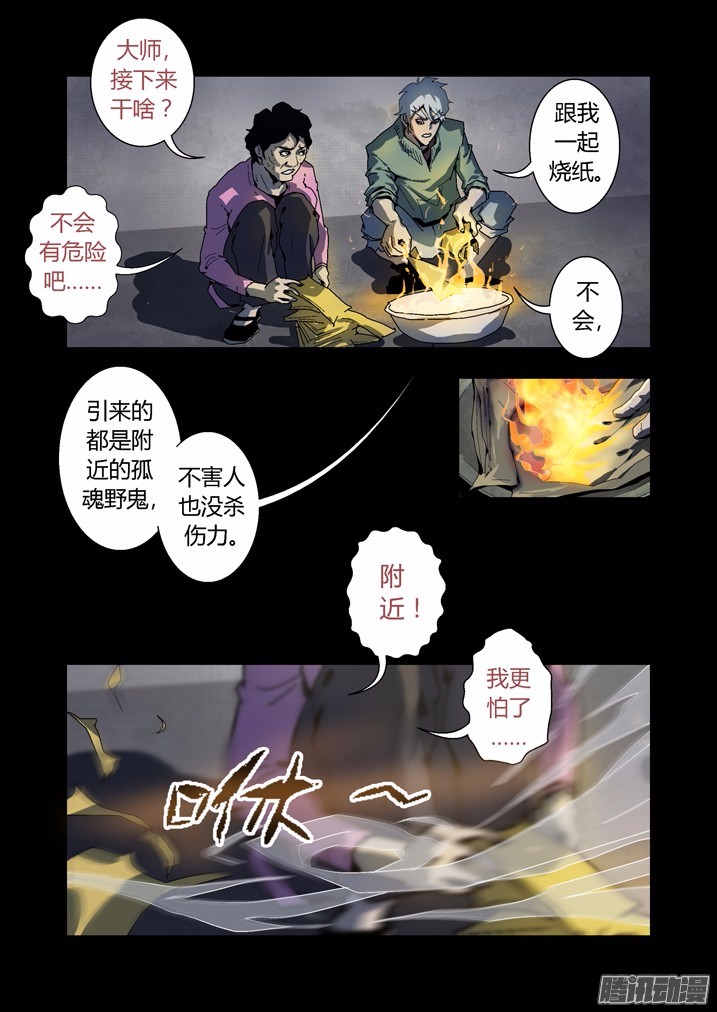 大师，
接下来
干啥？
跟我
一起
烧纸。
不会
有危险
吧……
不
会，
引来的
都是附
近的孤
魂野鬼，
不害人
也没杀
伤力。
附
近！
我更
怕了
……
咻～
腾讯动漫